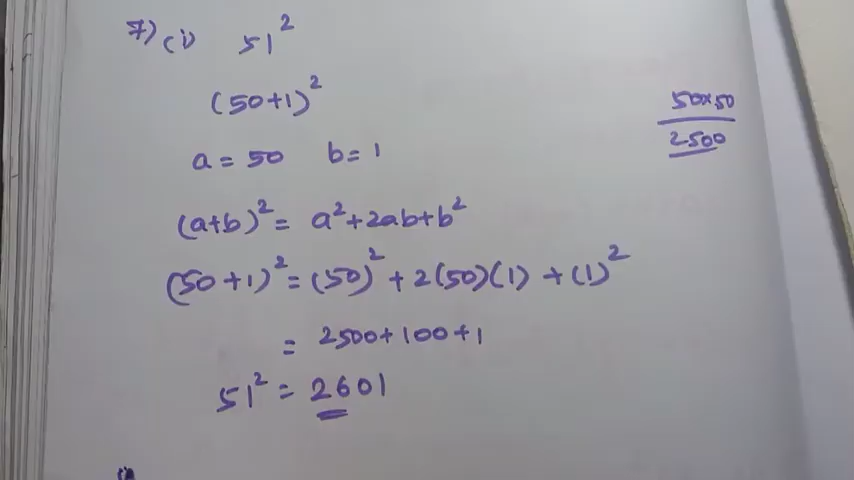 7) (i) 51²
(50+1)²
50×50
2500
a = 50 b = 1
(a+b)² = a²+2ab+b²
(50+1)² = (50)² + 2(50)(1) + (1)²
= 2500+100+1
51² = 2601